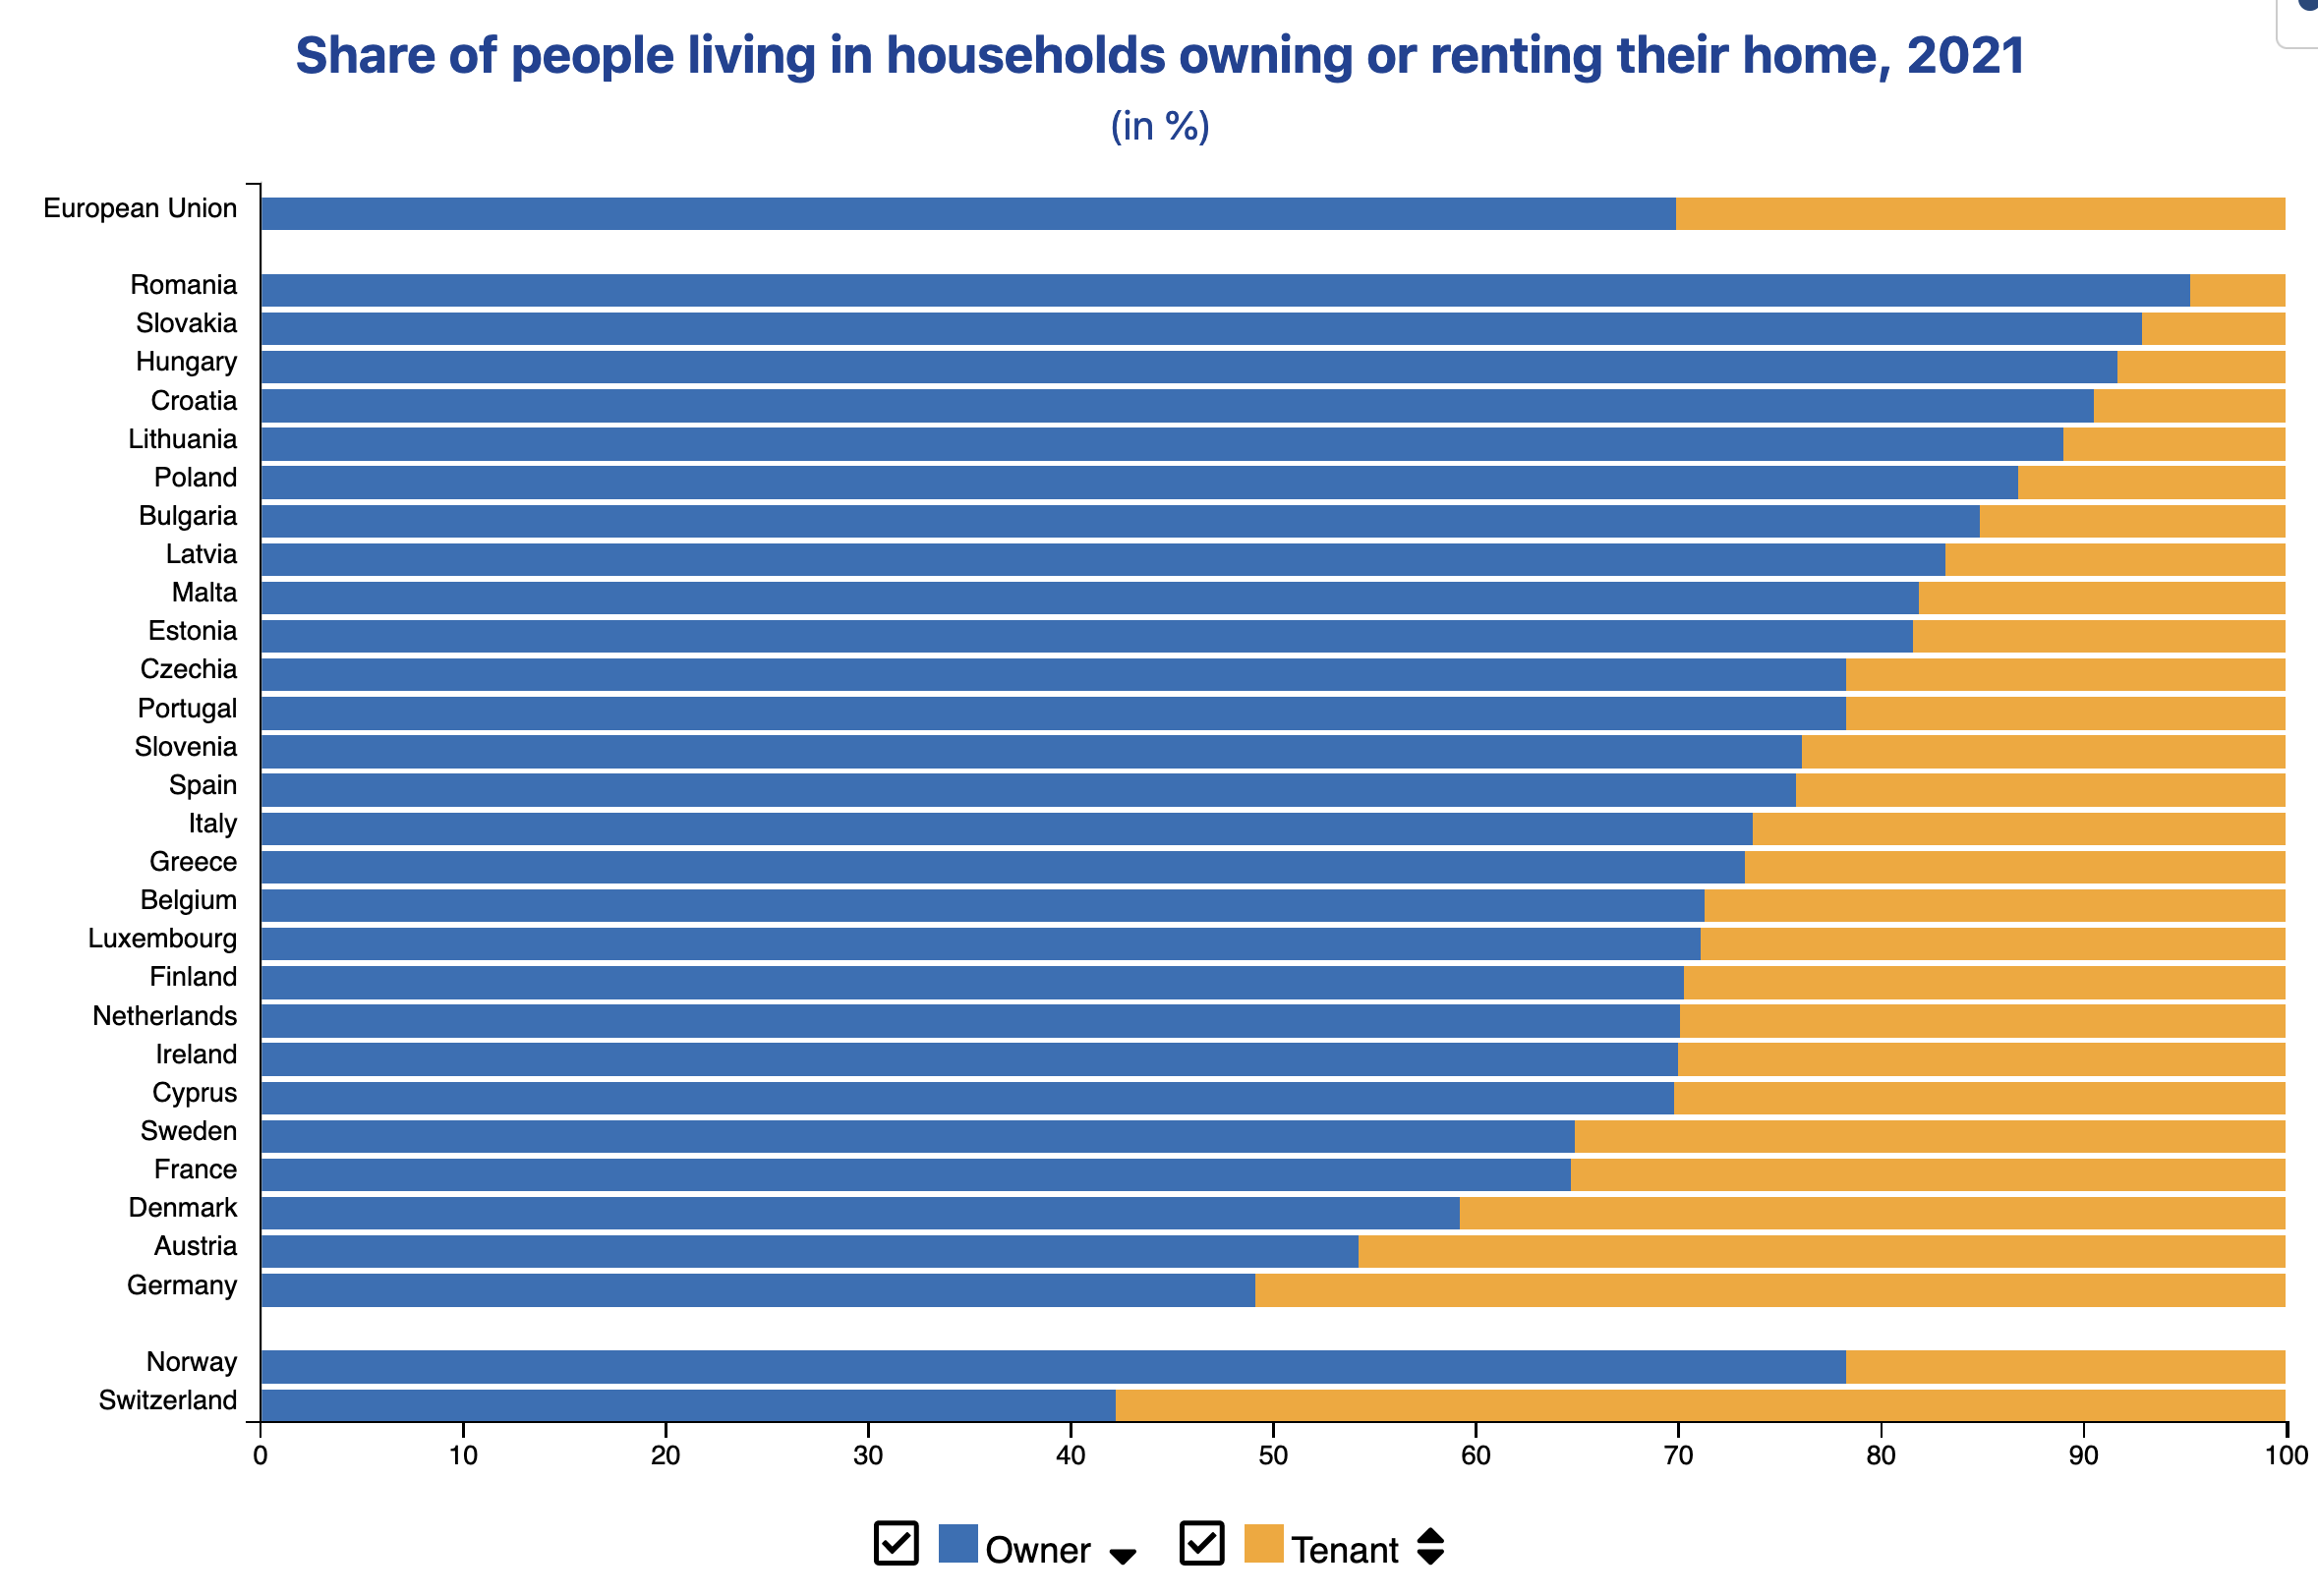 Share of people living in households owning or renting their home, 2021
(in %)
European Union
Romania
Slovakia
Hungary
Croatia
Lithuania
Poland
Bulgaria
Latvia
Malta
Estonia
Czechia
Portugal
Slovenia
Spain
Italy
Greece
Belgium
Luxembourg
Finland
Netherlands
Ireland
Cyprus
Sweden
France
Denmark
Austria
Germany
Norway
Switzerland
0 10 20 30 40 50 60 70 80 90 100
Owner Tenant